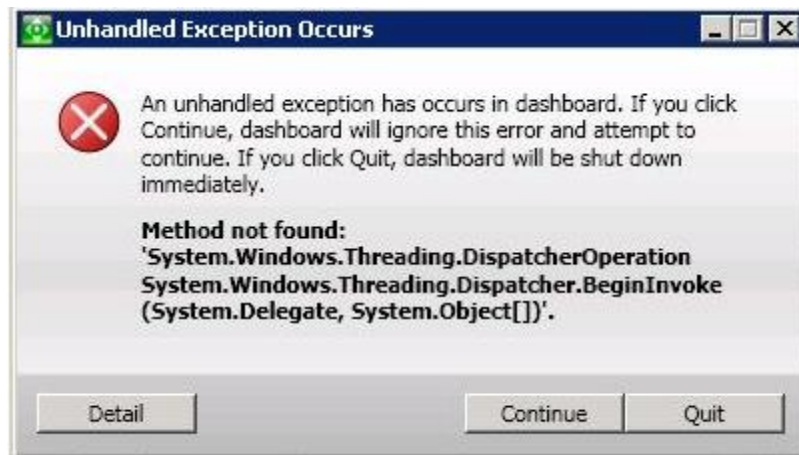 Unhandled Exception Occurs
An unhandled exception has occurs in dashboard. If you click
Continue, dashboard will ignore this error and attempt to
continue. If you click Quit, dashboard will be shut down
immediately.
Method not found:
'System.Windows.Threading.DispatcherOperation
System.Windows.Threading.Dispatcher.BeginInvoke
(System.Delegate, System.Object[])'.
Detail
Continue
Quit